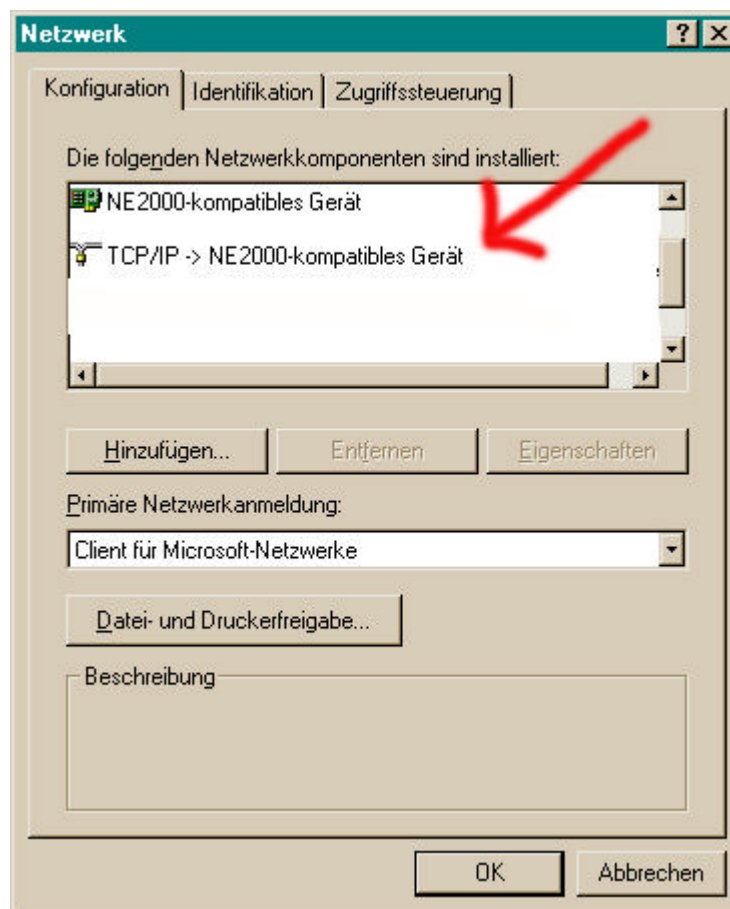 Netzwerk
Konfiguration Identifikation Zugriffssteuerung
Die folgenden Netzwerkkomponenten sind installiert:
NE2000-kompatibles Gerät
TCP/IP -> NE2000-kompatibles Gerät
Hinzufügen... Entfernen Eigenschaften
Primäre Netzwerkanmeldung:
Client für Microsoft-Netzwerke
Datei- und Druckerfreigabe...
Beschreibung
OK Abbrechen